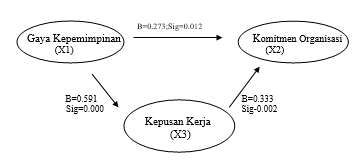 B=0.273;Sig=0.012
Gaya Kepemimpinan
(X1)
Komitmen Organisasi
(X2)
B=0.591
Sig=0.000
B=0.333
Sig-0.002
Kepusan Kerja
(X3)